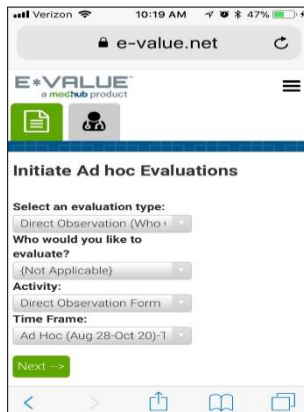 Verizon 10:19 AM 47%
e-value.net
E*VALUE™
a medhub product
Initiate Ad hoc Evaluations
Select an evaluation type:
Direct Observation (Who
Who would you like to
evaluate?
{Not Applicable}
Activity:
Direct Observation Form
Time Frame:
Ad Hoc (Aug 28-Oct 20)-1
Next -->